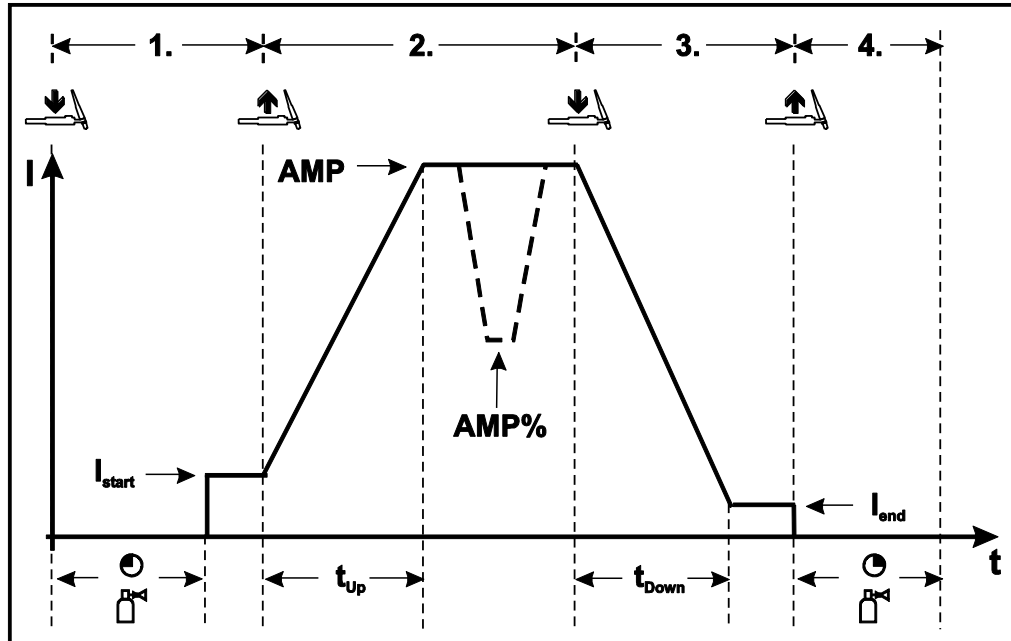 1. 2. 3. 4.
I
AMP
AMP%
Istart
Iend
t
tUp
tDown